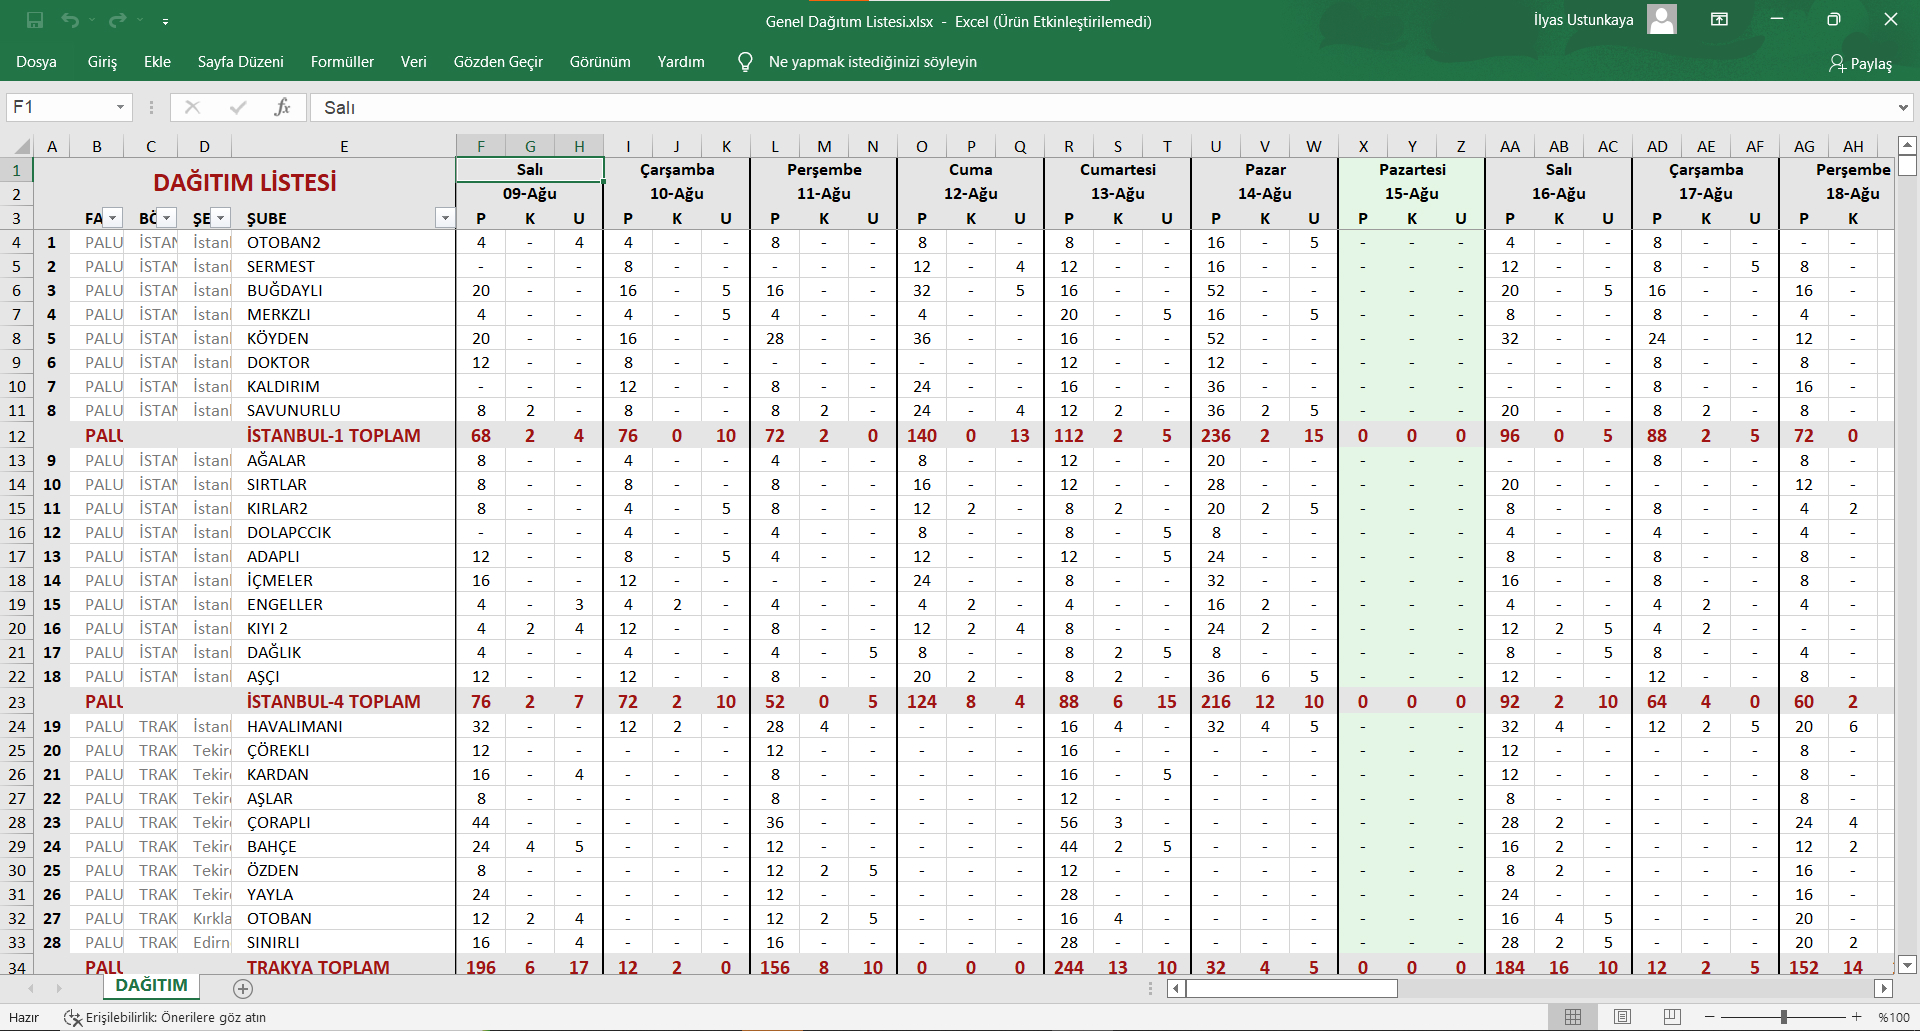 Genel Dağıtım Listesi.xlsx - Excel (Ürün Etkinleştirilemedi)
İlyas Ustunkaya
Dosya Giriş Ekle Sayfa Düzeni Formüller Veri Gözden Geçir Görünüm Yardım Ne yapmak istediğinizi söyleyin
Paylaş
F1 fx Salı
A B C D E F G H I J K L M N O P Q R S T U V W X Y Z AA AB AC AD AE AF AG AH
1 DAĞITIM LİSTESİ Salı Çarşamba Perşembe Cuma Cumartesi Pazar Pazartesi Salı Çarşamba Perşembe
2 09-Ağu 10-Ağu 11-Ağu 12-Ağu 13-Ağu 14-Ağu 15-Ağu 16-Ağu 17-Ağu 18-Ağu
3 FA BÖ ŞE ŞUBE P K U P K U P K U P K U P K U P K U P K U P K U P K U P K
4 1 PALU İSTAN İstanl OTOBAN2 4 - 4 4 - - 8 - - 8 - - 8 - - 16 - 5 - - - 4 - - 8 - - - -
5 2 PALU İSTAN İstanl SERMEST - - - 8 - - - - - 12 - 4 12 - - 16 - - - - - 12 - - 8 - 5 8 -
6 3 PALU İSTAN İstanl BUĞDAYLI 20 - - 16 - 5 16 - - 32 - 5 16 - - 52 - - - - - 20 - 5 16 - - 16 -
7 4 PALU İSTAN İstanl MERKZLI 4 - - 4 - 5 4 - - 4 - - 20 - 5 16 - 5 - - - 8 - - 8 - - 4 -
8 5 PALU İSTAN İstanl KÖYDEN 20 - - 16 - - 28 - - 36 - - 16 - - 52 - - - - - 32 - - 24 - - 12 -
9 6 PALU İSTAN İstanl DOKTOR 12 - - 8 - - - - - - - - 12 - - 12 - - - - - - - - 8 - - 8 -
10 7 PALU İSTAN İstanl KALDIRIM - - - 12 - - 8 - - 24 - - 16 - - 36 - - - - - - - - 8 - - 16 -
11 8 PALU İSTAN İstanl SAVUNURLU 8 2 - 8 - - 8 2 - 24 - 4 12 2 - 36 2 5 - - - 20 - - 8 2 - 8 -
12 PALU İSTANBUL-1 TOPLAM 68 2 4 76 0 10 72 2 0 140 0 13 112 2 5 236 2 15 0 0 0 96 0 5 88 2 5 72 0
13 9 PALU İSTAN İstanl AĞALAR 8 - - 4 - - 4 - - 8 - - 12 - - 20 - - - - - - - - 8 - - 8 -
14 10 PALU İSTAN İstanl SIRTLAR 8 - - 8 - - 8 - - 16 - - 12 - - 28 - - - - - 20 - - - - - 12 -
15 11 PALU İSTAN İstanl KIRLAR2 8 - - 4 - 5 8 - - 12 2 - 8 2 - 20 2 5 - - - 8 - - 8 - - 4 2
16 12 PALU İSTAN İstanl DOLAPCCIK - - - 4 - - 4 - - 8 - - 8 - 5 8 - - - - - 4 - - 4 - - 4 -
17 13 PALU İSTAN İstanl ADAPLI 12 - - 8 - 5 4 - - 12 - - 12 - 5 24 - - - - - 8 - - 8 - - 8 -
18 14 PALU İSTAN İstanl İÇMELER 16 - - 12 - - - - - 24 - - 8 - - 32 - - - - - 16 - - 8 - - 8 -
19 15 PALU İSTAN İstanl ENGELLER 4 - 3 4 2 - 4 - - 4 2 - 4 - - 16 2 - - - - 4 - - 4 2 - 4 -
20 16 PALU İSTAN İstanl KIYI 2 4 2 4 12 - - 8 - - 12 2 4 8 - - 24 2 - - - - 12 2 5 4 2 - - -
21 17 PALU İSTAN İstanl DAĞLIK 4 - - 4 - - 4 - 5 8 - - 8 2 5 8 - - - - - 8 - 5 8 - - 4 -
22 18 PALU İSTAN İstanl AŞÇI 12 - - 12 - - 8 - - 20 2 - 8 2 - 36 6 5 - - - 12 - - 12 - - 8 -
23 PALU İSTANBUL-4 TOPLAM 76 2 7 72 2 10 52 0 5 124 8 4 88 6 15 216 12 10 0 0 0 92 2 10 64 4 0 60 2
24 19 PALU TRAK İstanl HAVALIMANI 32 - - 12 2 - 28 4 - - - - 16 4 - 32 4 5 - - - 32 4 - 12 2 5 20 6
25 20 PALU TRAK Tekir ÇÖREKLI 12 - - - - - 12 - - - - - 16 - - - - - - - - 12 - - - - - 8 -
26 21 PALU TRAK Tekir KARDAN 16 - 4 - - - 8 - - - - - 16 - 5 - - - - - - 12 - - - - - 8 -
27 22 PALU TRAK Tekir AŞLAR 8 - - - - - 8 - - - - - 12 - - - - - - - - 8 - - - - - 8 -
28 23 PALU TRAK Tekir ÇORAPLI 44 - - - - - 36 - - - - - 56 3 - - - - - - - 28 2 - - - - 24 4
29 24 PALU TRAK Tekir BAHÇE 24 4 5 - - - 12 - - - - - 44 2 5 - - - - - - 16 2 - - - - 12 2
30 25 PALU TRAK Tekir ÖZDEN 8 - - - - - 12 2 5 - - - 12 - - - - - - - - 8 2 - - - - 16 -
31 26 PALU TRAK Tekir YAYLA 24 - - - - - 12 - - - - - 28 - - - - - - - - 24 - - - - - 16 -
32 27 PALU TRAK Kırkla OTOBAN 12 2 4 - - - 12 2 5 - - - 16 4 - - - - - - - 16 4 5 - - - 20 -
33 28 PALU TRAK Edirn SINIRLI 16 - 4 - - - 16 - - - - - 28 - - - - - - - - 28 2 5 - - - 20 2
34 PALU TRAKYA TOPLAM 196 6 17 12 2 0 156 8 10 0 0 0 244 13 10 32 4 5 0 0 0 184 16 10 12 2 5 152 14
DAĞITIM
Hazır Erişilebilirlik: Önerilere göz atın %100